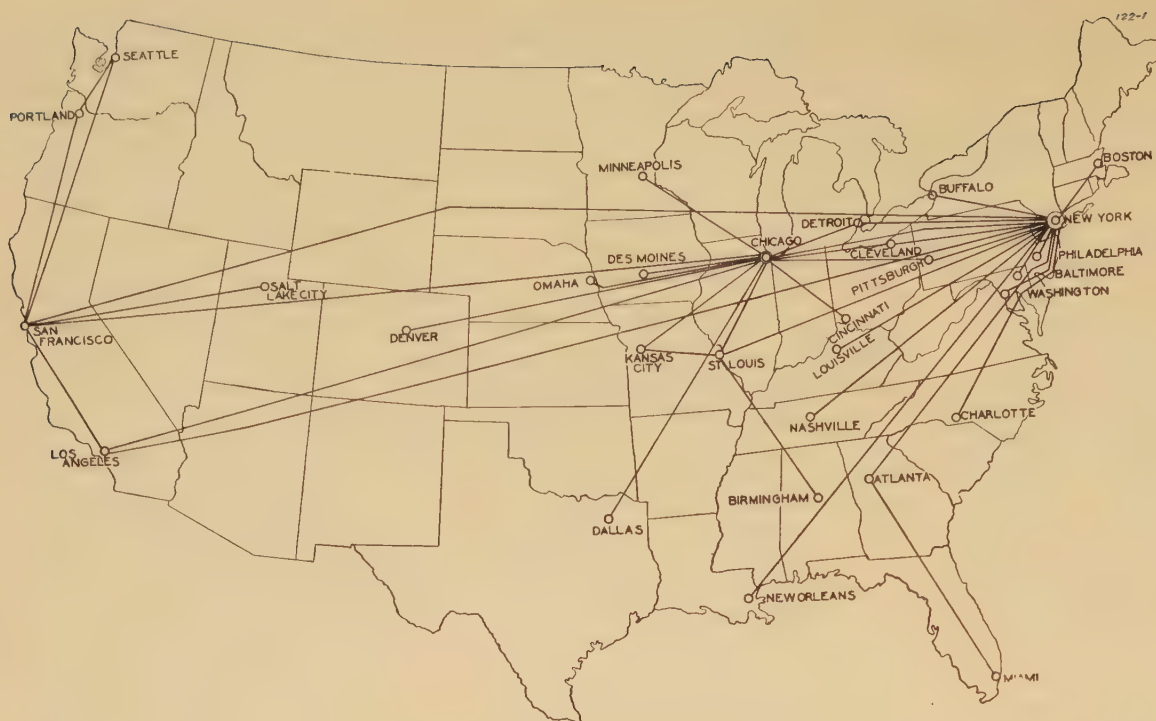 122-1
SEATTLE
PORTLAND
MINNEAPOLIS
BOSTON
BUFFALO
DETROIT
NEW YORK
CHICAGO
CLEVELAND
PHILADELPHIA
DES MOINES
PITTSBURGH
BALTIMORE
OMAHA
SALT
LAKE CITY
WASHINGTON
SAN
FRANCISCO
DENVER
CINCINNATI
LOUISVILLE
KANSAS
CITY
ST. LOUIS
NASHVILLE
CHARLOTTE
LOS
ANGELES
ATLANTA
BIRMINGHAM
DALLAS
NEW ORLEANS
MIAMI